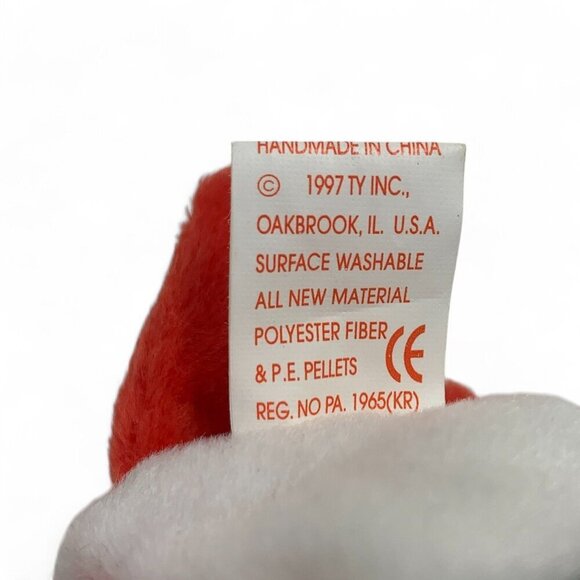 HANDMADE IN CHINA
© 1997 TY INC.,
OAKBROOK, IL. U.S.A.
SURFACE WASHABLE
ALL NEW MATERIAL
POLYESTER FIBER
& P.E. PELLETS CE
REG. NO PA. 1965(KR)